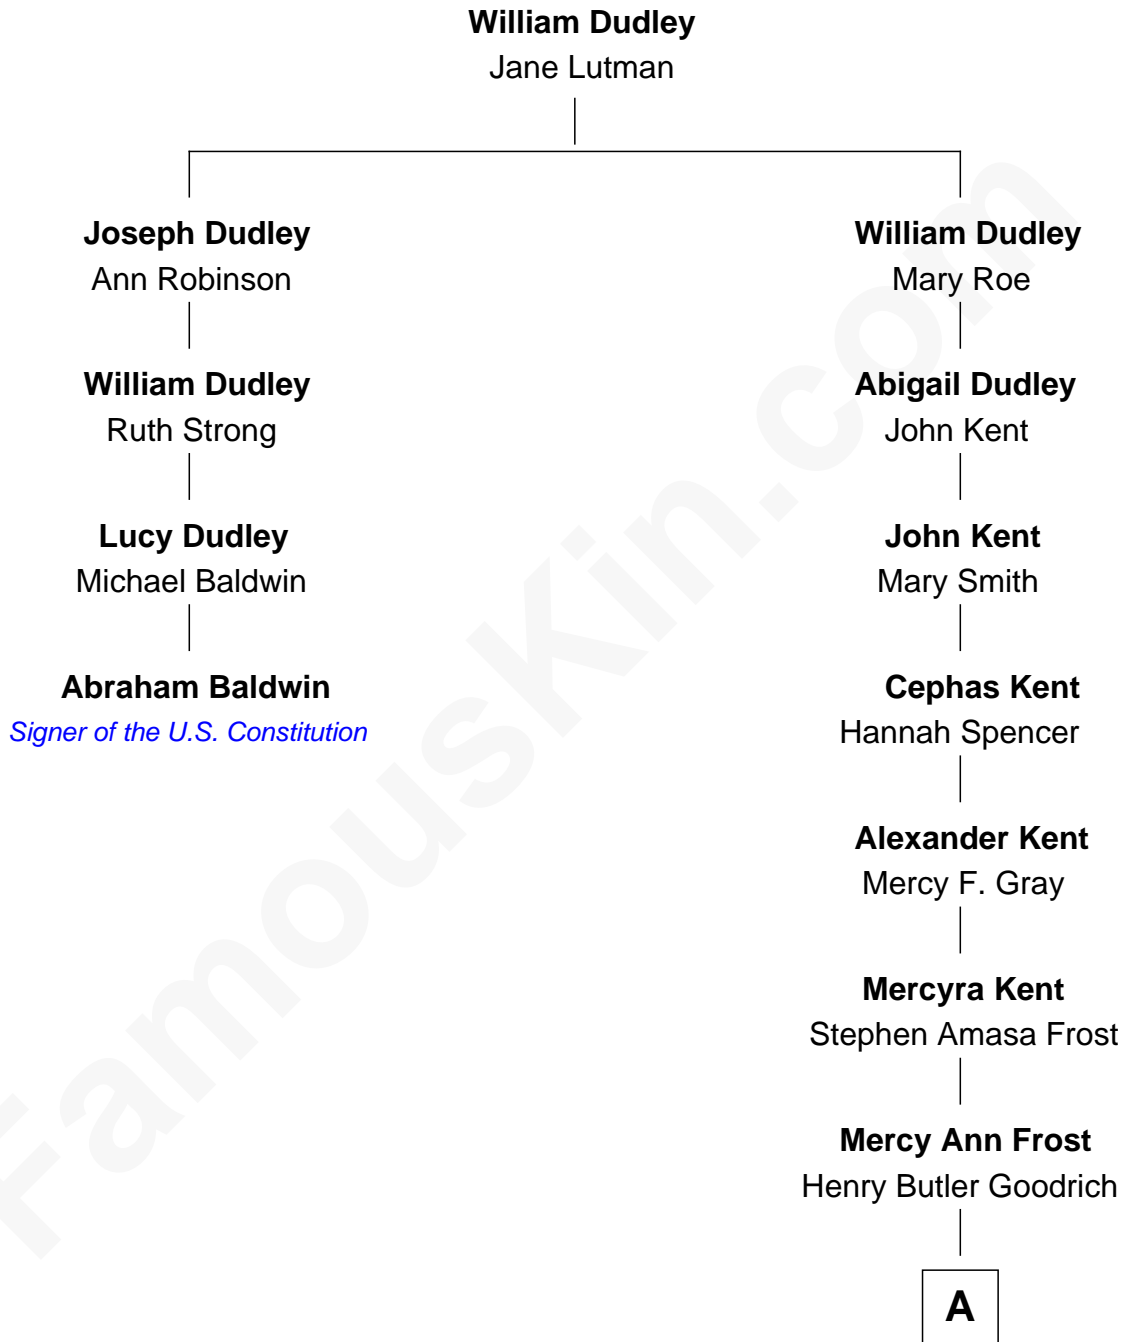 William Dudley
Jane Lutman
Joseph Dudley
Ann Robinson
William Dudley
Mary Roe
William Dudley
Ruth Strong
Abigail Dudley
John Kent
Lucy Dudley
Michael Baldwin
John Kent
Mary Smith
Abraham Baldwin
Signer of the U.S. Constitution
Cephas Kent
Hannah Spencer
Alexander Kent
Mercy F. Gray
Mercyra Kent
Stephen Amasa Frost
Mercy Ann Frost
Henry Butler Goodrich
A
FamousKin.com